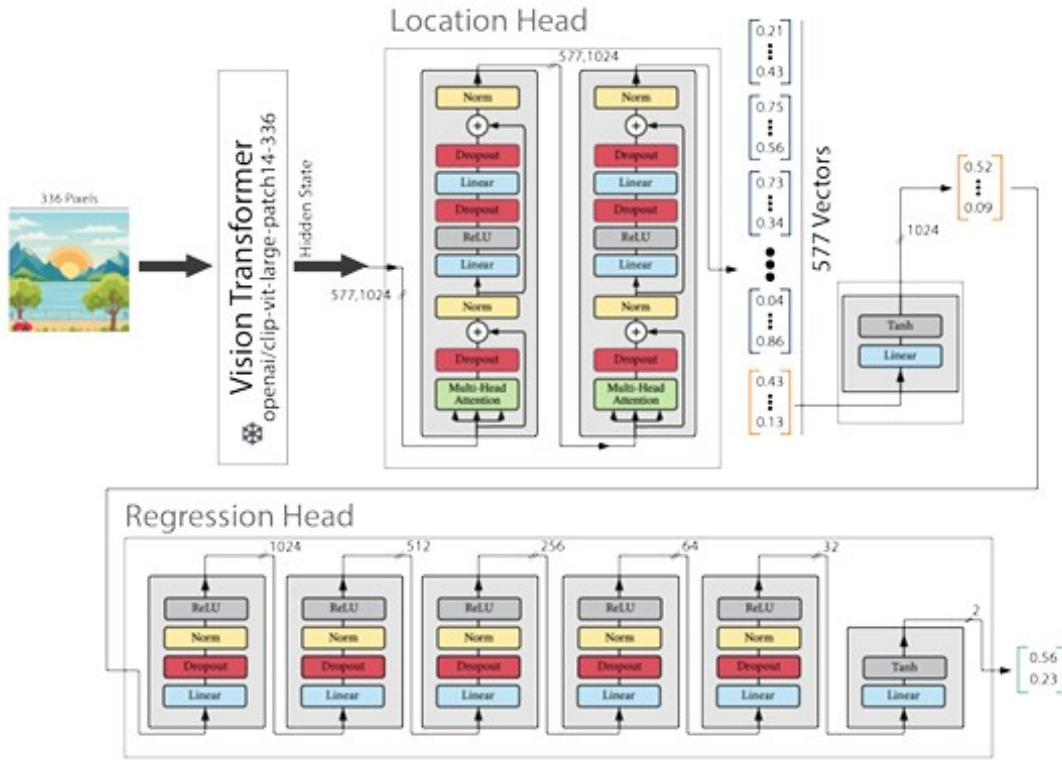 Location Head
336 Pixels
Vision Transformer
openai/clip-vit-large-patch14-336
Hidden State
577,1024
577,1024
Norm
+
Dropout
Linear
Dropout
ReLU
Linear
Norm
+
Dropout
Multi-Head
Attention
Norm
+
Dropout
Linear
Dropout
ReLU
Linear
Norm
+
Dropout
Multi-Head
Attention
0.21
0.43
0.75
0.56
0.73
0.34
0.04
0.86
0.43
0.13
577 Vectors
1024
Tanh
Linear
0.52
0.09
Regression Head
1024
ReLU
Norm
Dropout
Linear
512
ReLU
Norm
Dropout
Linear
256
ReLU
Norm
Dropout
Linear
64
ReLU
Norm
Dropout
Linear
32
ReLU
Norm
Dropout
Linear
2
Tanh
Linear
0.56
0.23